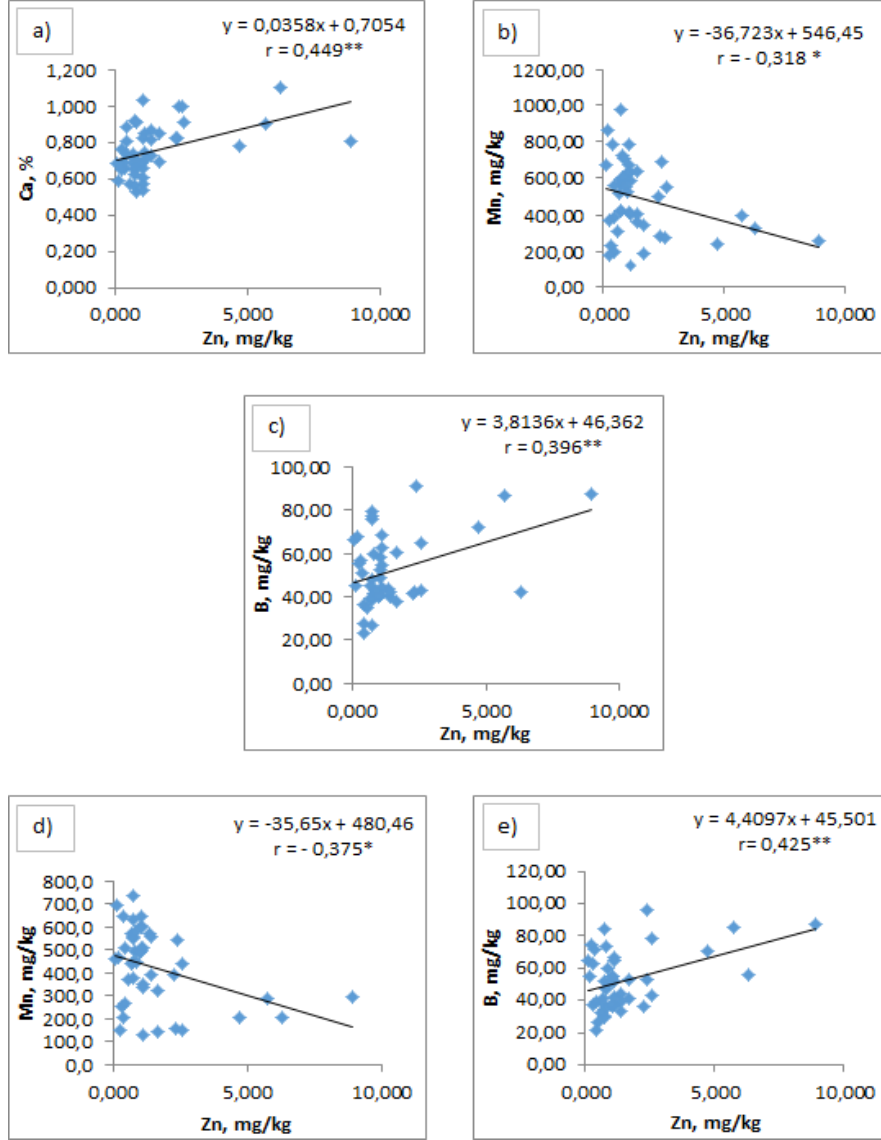 a)
y = 0,0358x + 0,7054
r = 0,449**
1,200
1,000
0,800
0,600
0,400
0,200
0,000
Ca, %
0,000 5,000 10,000
Zn, mg/kg
b)
y = -36,723x + 546,45
r = - 0,318 *
1200,00
1000,00
800,00
600,00
400,00
200,00
0,00
Mn, mg/kg
0,000 5,000 10,000
Zn, mg/kg
c)
y = 3,8136x + 46,362
r = 0,396**
100,00
80,00
60,00
40,00
20,00
0,00
B, mg/kg
0,000 5,000 10,000
Zn, mg/kg
d)
y = -35,65x + 480,46
r = - 0,375*
800,0
700,0
600,0
500,0
400,0
300,0
200,0
100,0
0,0
Mn, mg/kg
0,000 5,000 10,000
Zn, mg/kg
e)
y = 4,4097x + 45,501
r= 0,425**
120,00
100,00
80,00
60,00
40,00
20,00
0,00
B, mg/kg
0,000 5,000 10,000
Zn, mg/kg